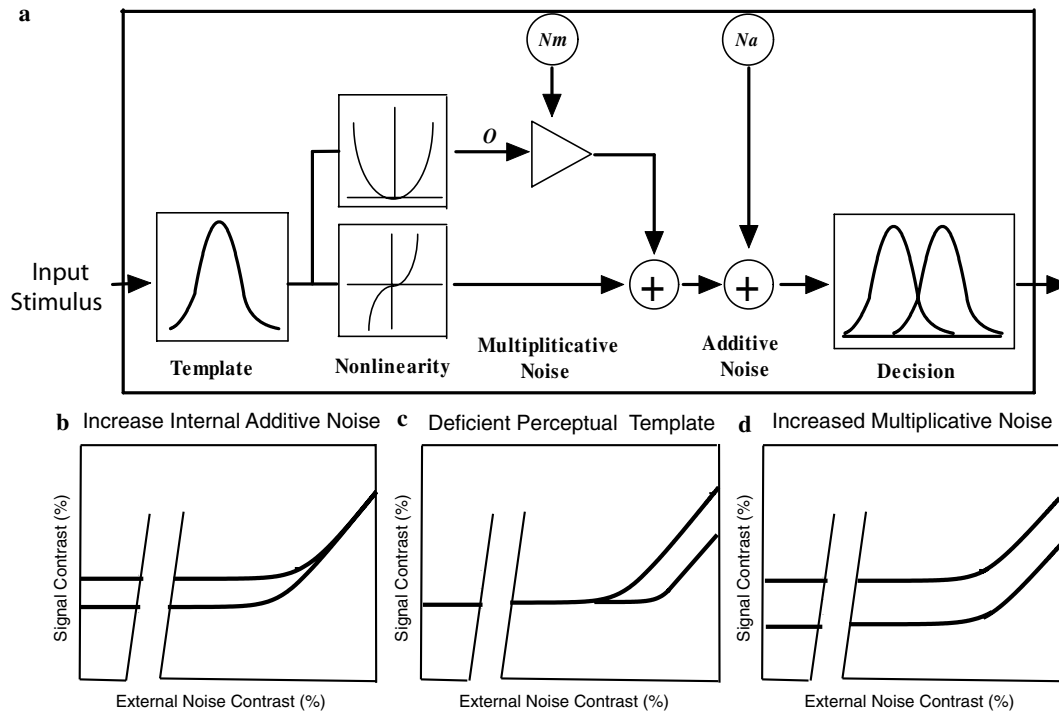 a
Nm
Na
O
Input
Stimulus
+
+
Template
Nonlinearity
Multipliticative
Noise
Additive
Noise
Decision
b Increase Internal Additive Noise
c Deficient Perceptual Template
d Increased Multiplicative Noise
Signal Contrast (%)
External Noise Contrast (%)
Signal Contrast (%)
External Noise Contrast (%)
Signal Contrast (%)
External Noise Contrast (%)